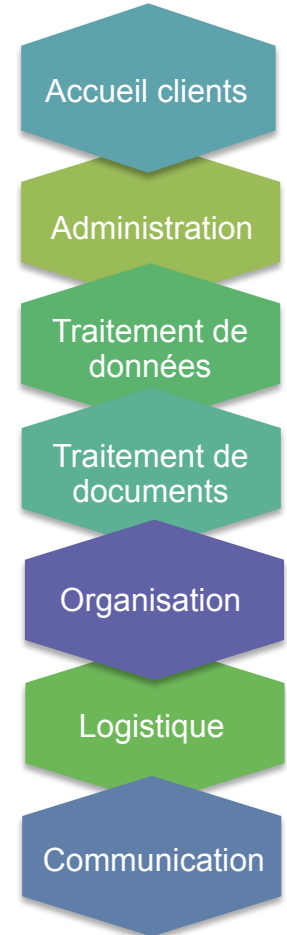 Accueil clients
Administration
Traitement de
données
Traitement de
documents
Organisation
Logistique
Communication